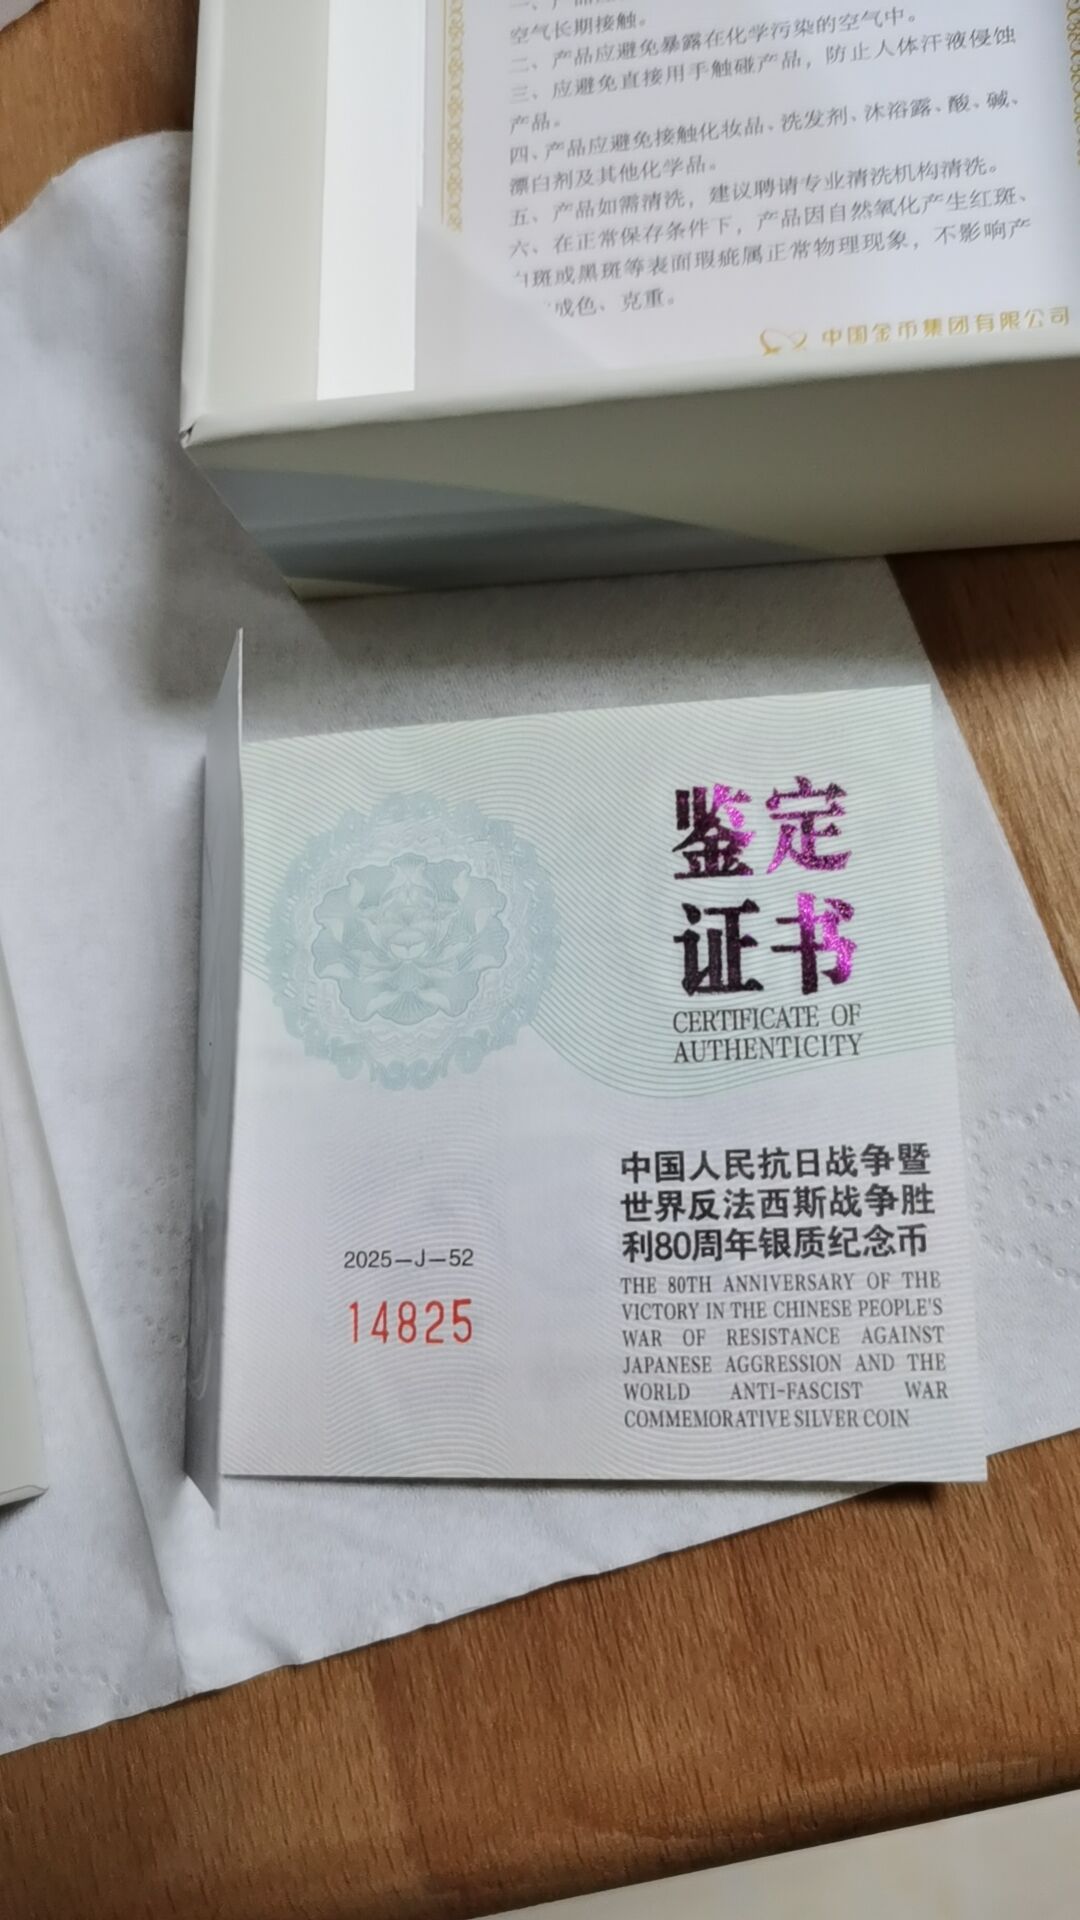 空气长期接触。
二、产品应避免暴露在化学污染的空气中。
三、应避免直接用手触碰产品，防止人体汗液侵蚀
产品。
四、产品应避免接触化妆品、洗发剂、沐浴露、酸、碱、
漂白剂及其他化学品。
五、产品如需清洗，建议聘请专业清洗机构清洗。
六、在正常保存条件下，产品因自然氧化产生红斑、
白斑或黑斑等表面瑕疵属正常物理现象，不影响产
成色、克重。
中国金币集团有限公司
鉴定
证书
CERTIFICATE OF
AUTHENTICITY
中国人民抗日战争暨
世界反法西斯战争胜
利80周年银质纪念币
THE 80TH ANNIVERSARY OF THE
VICTORY IN THE CHINESE PEOPLE'S
WAR OF RESISTANCE AGAINST
JAPANESE AGGRESSION AND THE
WORLD ANTI-FASCIST WAR
COMMEMORATIVE SILVER COIN
2025—J—52
14825